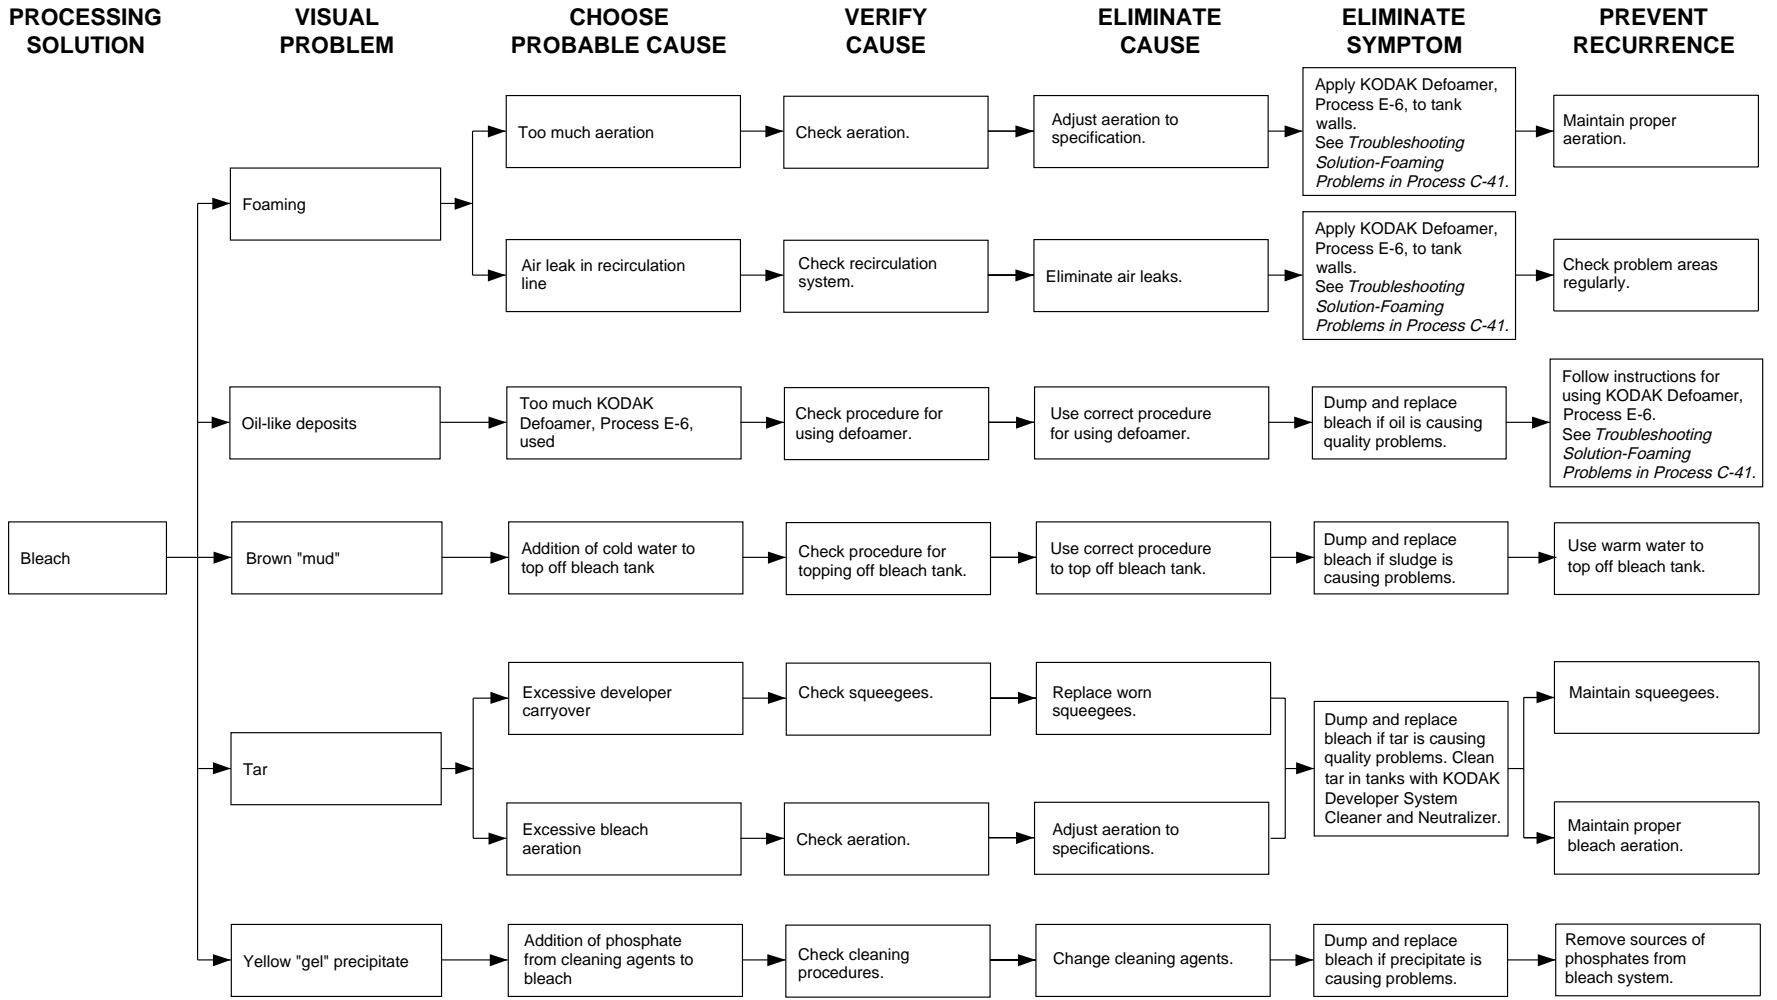 PROCESSING
SOLUTION
VISUAL
PROBLEM
CHOOSE
PROBABLE CAUSE
VERIFY
CAUSE
ELIMINATE
CAUSE
ELIMINATE
SYMPTOM
PREVENT
RECURRENCE
Bleach
Foaming
Too much aeration
Check aeration.
Adjust aeration to
specification.
Apply KODAK Defoamer,
Process E-6, to tank
walls.
See Troubleshooting
Solution-Foaming
Problems in Process C-41.
Maintain proper
aeration.
Air leak in recirculation
line
Check recirculation
system.
Eliminate air leaks.
Apply KODAK Defoamer,
Process E-6, to tank
walls.
See Troubleshooting
Solution-Foaming
Problems in Process C-41.
Check problem areas
regularly.
Oil-like deposits
Too much KODAK
Defoamer, Process E-6,
used
Check procedure for
using defoamer.
Use correct procedure
for using defoamer.
Dump and replace
bleach if oil is causing
quality problems.
Follow instructions for
using KODAK Defoamer,
Process E-6.
See Troubleshooting
Solution-Foaming
Problems in Process C-41.
Brown "mud"
Addition of cold water to
top off bleach tank
Check procedure for
topping off bleach tank.
Use correct procedure
to top off bleach tank.
Dump and replace
bleach if sludge is
causing problems.
Use warm water to
top off bleach tank.
Tar
Excessive developer
carryover
Check squeegees.
Replace worn
squeegees.
Dump and replace
bleach if tar is causing
quality problems. Clean
tar in tanks with KODAK
Developer System
Cleaner and Neutralizer.
Maintain squeegees.
Excessive bleach
aeration
Check aeration.
Adjust aeration to
specifications.
Maintain proper
bleach aeration.
Yellow "gel" precipitate
Addition of phosphate
from cleaning agents to
bleach
Check cleaning
procedures.
Change cleaning agents.
Dump and replace
bleach if precipitate is
causing problems.
Remove sources of
phosphates from
bleach system.